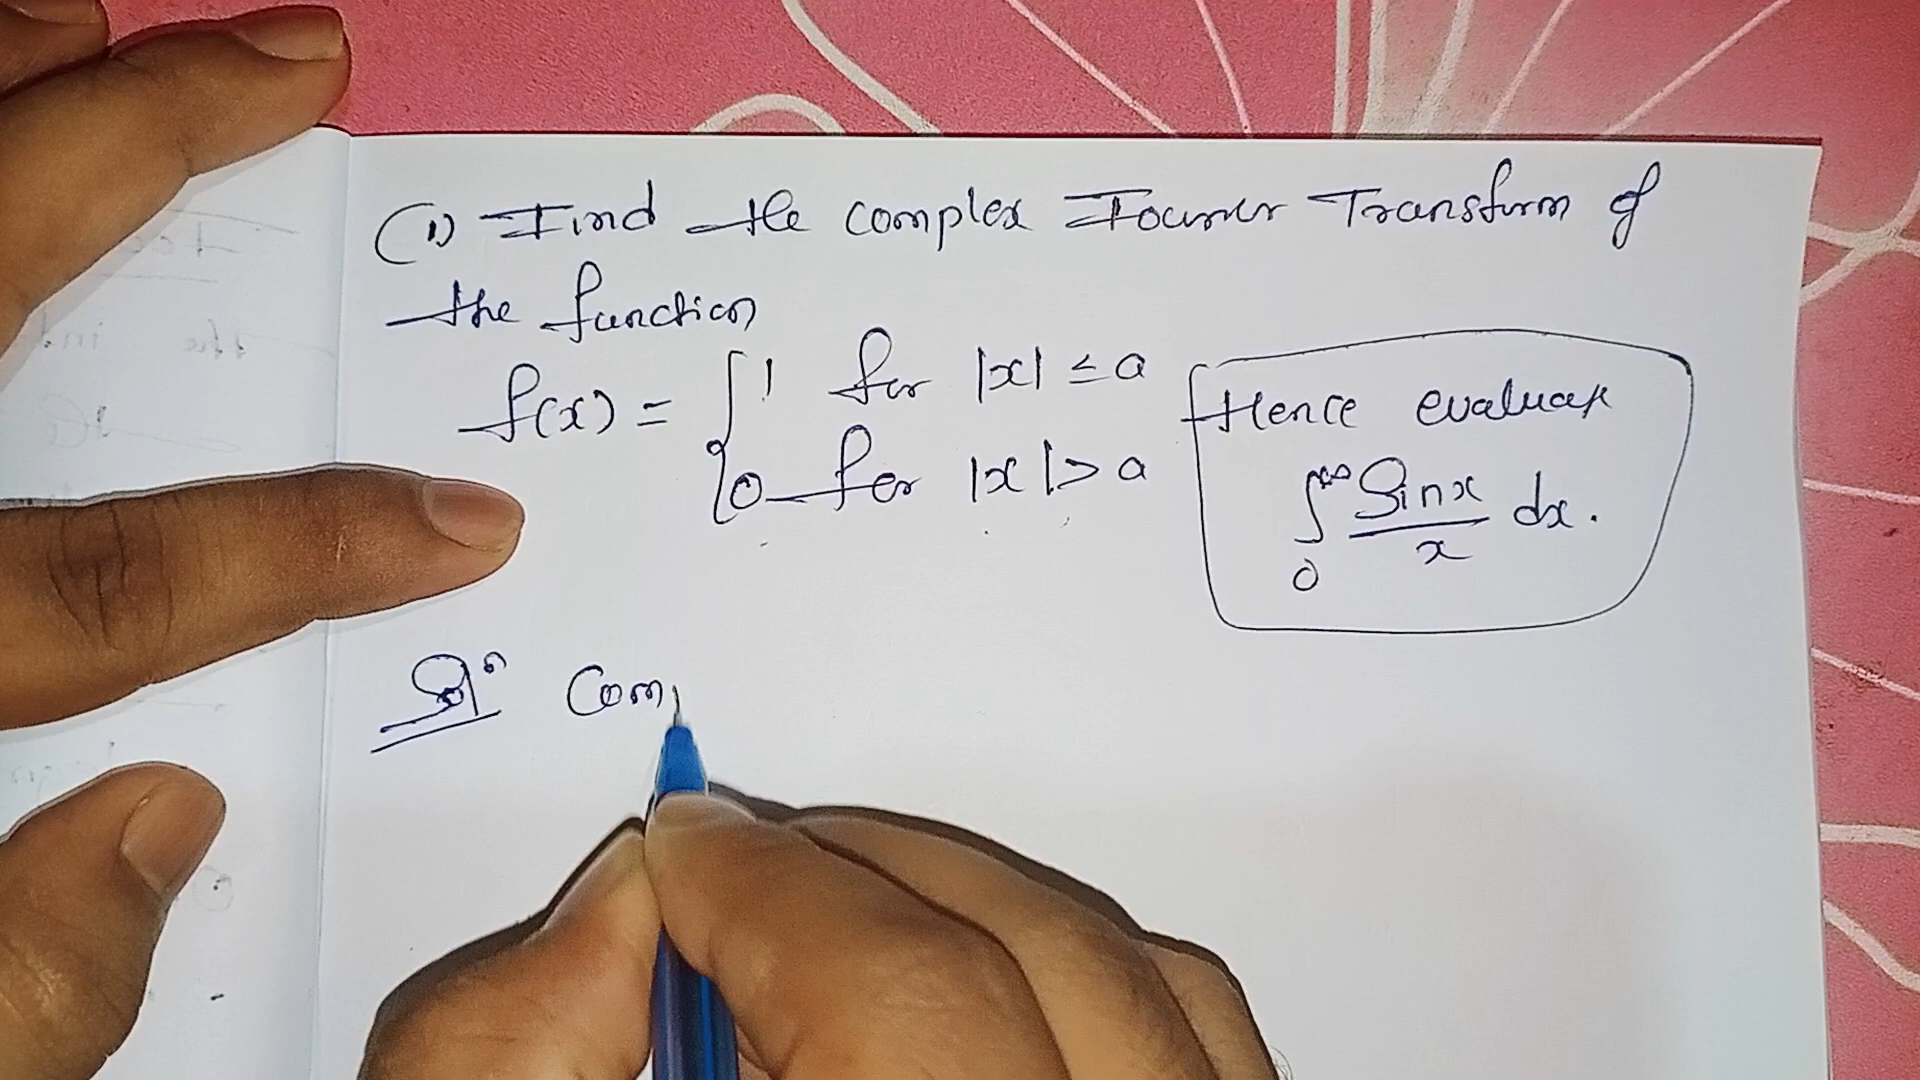 (1) Find the complex Fourier Transform of
the function
f(x) = { 1 for |x| ≤ a
0 for |x| > a
Hence evaluate
∫₀^∞ Sin x / x dx.
Sol: Com